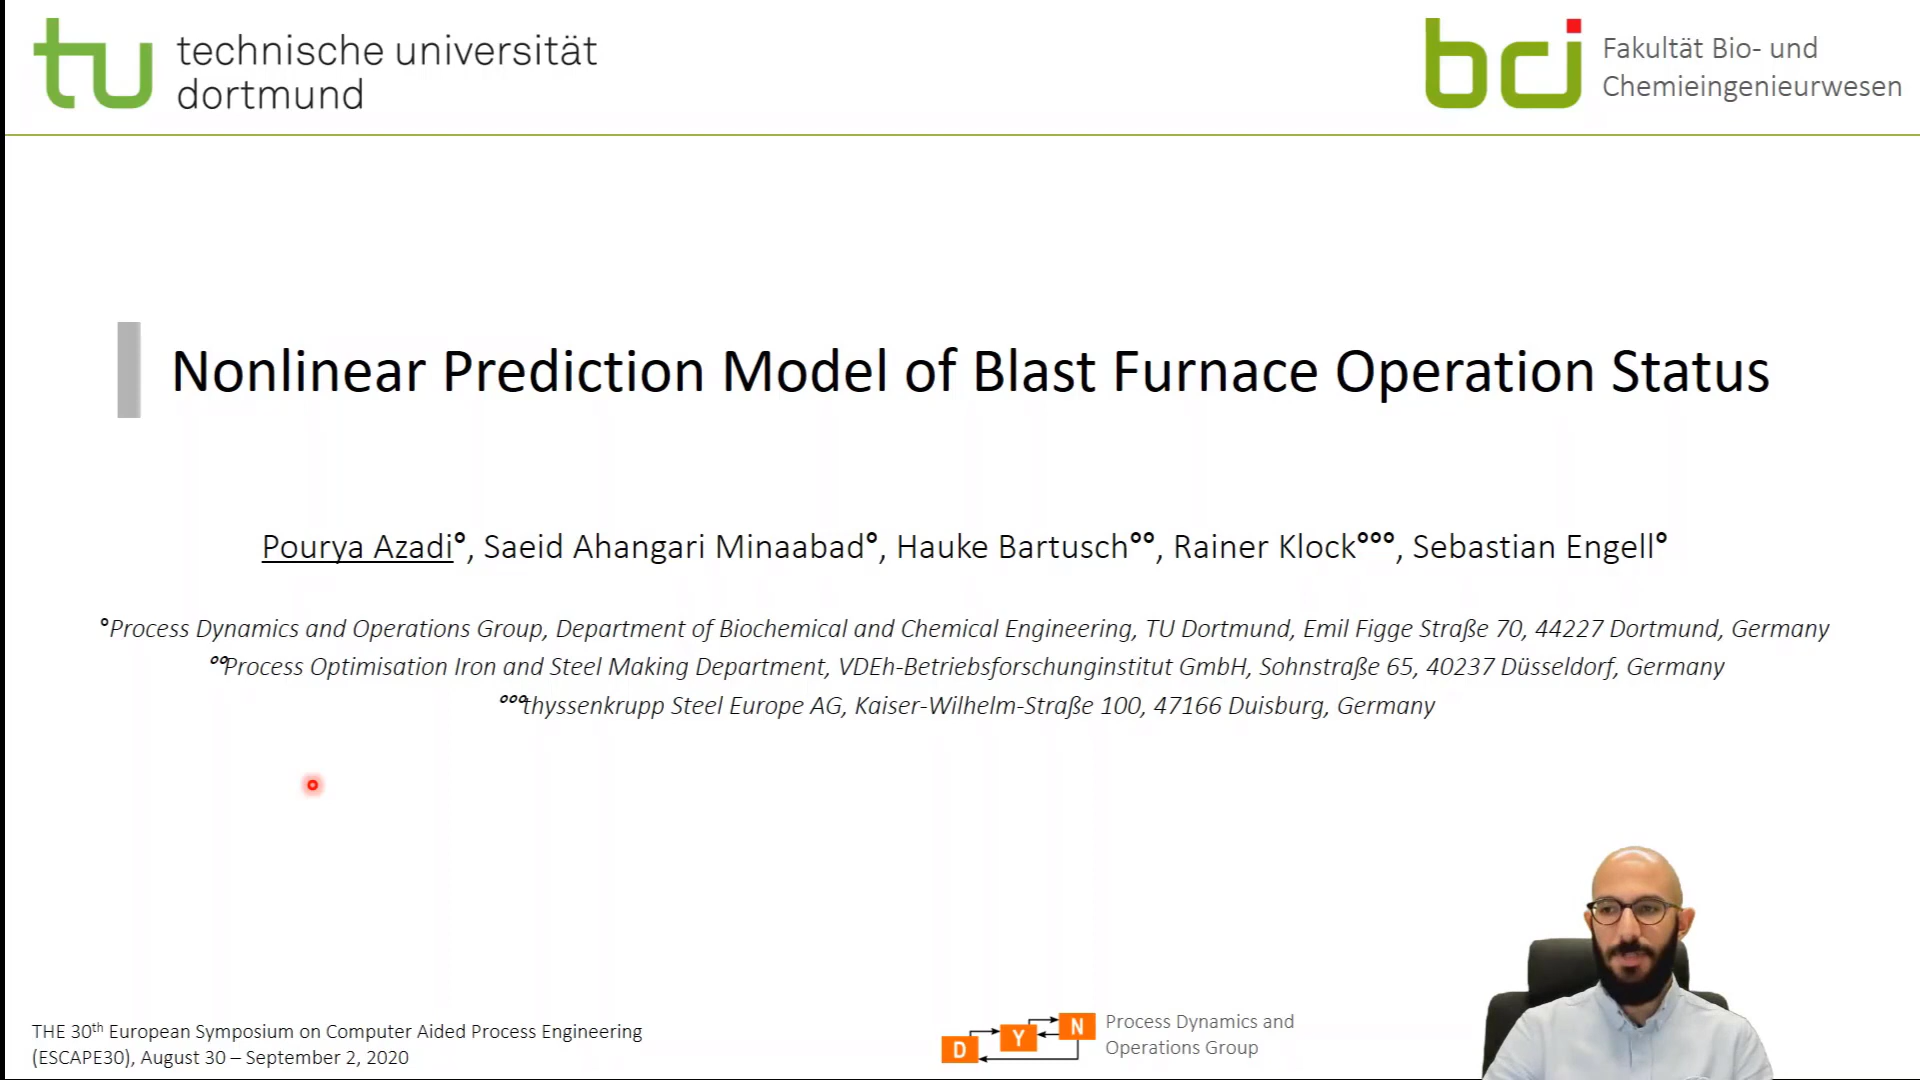 tu technische universität
dortmund
bci Fakultät Bio- und
Chemieingenieurwesen
Nonlinear Prediction Model of Blast Furnace Operation Status
Pourya Azadi°, Saeid Ahangari Minaabad°, Hauke Bartusch°°, Rainer Klock°°°, Sebastian Engell°
°Process Dynamics and Operations Group, Department of Biochemical and Chemical Engineering, TU Dortmund, Emil Figge Straße 70, 44227 Dortmund, Germany
°°Process Optimisation Iron and Steel Making Department, VDEh-Betriebsforschunginstitut GmbH, Sohnstraße 65, 40237 Düsseldorf, Germany
°°°thyssenkrupp Steel Europe AG, Kaiser-Wilhelm-Straße 100, 47166 Duisburg, Germany
THE 30th European Symposium on Computer Aided Process Engineering
(ESCAPE30), August 30 – September 2, 2020
D Y N
Process Dynamics and
Operations Group